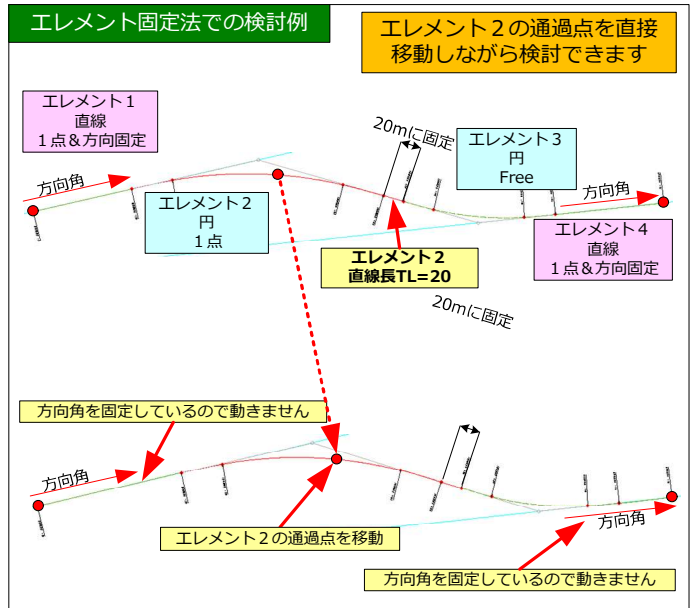 エレメント固定法での検討例
エレメント2の通過点を直接
移動しながら検討できます
エレメント1
直線
1点&方向固定
方向角
エレメント2
円
1点
20mに固定
エレメント3
円
Free
方向角
エレメント2
直線長TL=20
エレメント4
直線
1点&方向固定
20mに固定
方向角を固定しているので動きません
方向角
エレメント2の通過点を移動
方向角
方向角を固定しているので動きません